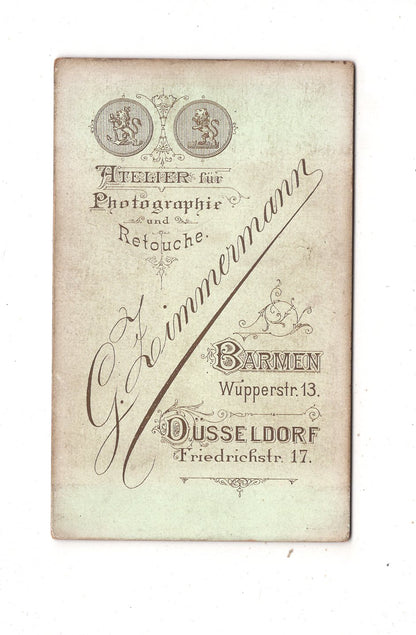 ATELIER für
Photographie
und
Retouche.
G. Zimmermann
BARMEN
Wupperstr. 13.
DÜSSELDORF
Friedrichstr. 17.